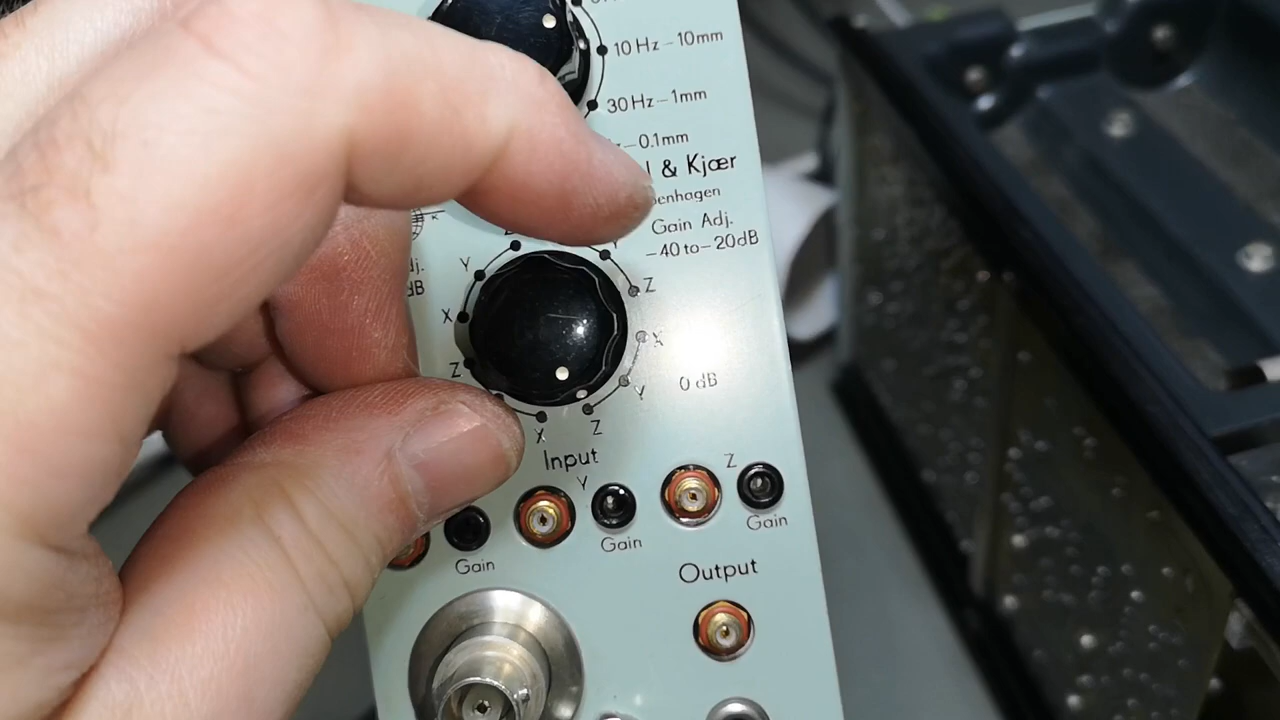 10 Hz – 10mm
30 Hz – 1mm
– 0.1mm
& Kjær
enhagen
Gain Adj.
–40 to –20dB
Y
Z
X
Z
Z
X
Y
0 dB
X
Z
Input
Y
Z
Gain
Gain
Gain
Output